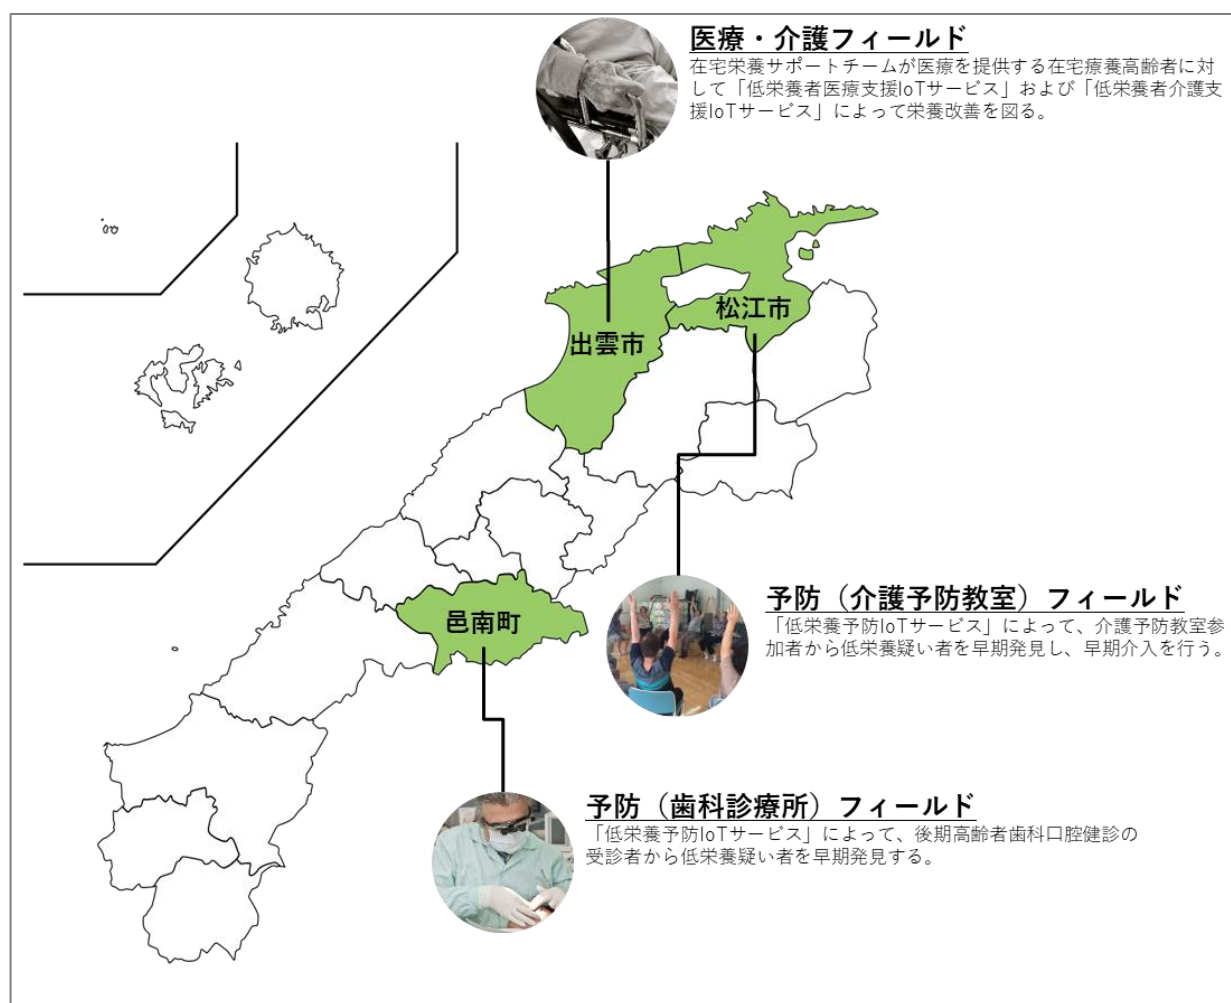 医療・介護フィールド
在宅栄養サポートチームが医療を提供する在宅療養高齢者に対
して「低栄養者医療支援IoTサービス」および「低栄養者介護支
援IoTサービス」によって栄養改善を図る。
松江市
出雲市
予防（介護予防教室）フィールド
「低栄養予防IoTサービス」によって、介護予防教室参
加者から低栄養疑い者を早期発見し、早期介入を行う。
邑南町
予防（歯科診療所）フィールド
「低栄養予防IoTサービス」によって、後期高齢者歯科口腔健診の
受診者から低栄養疑い者を早期発見する。